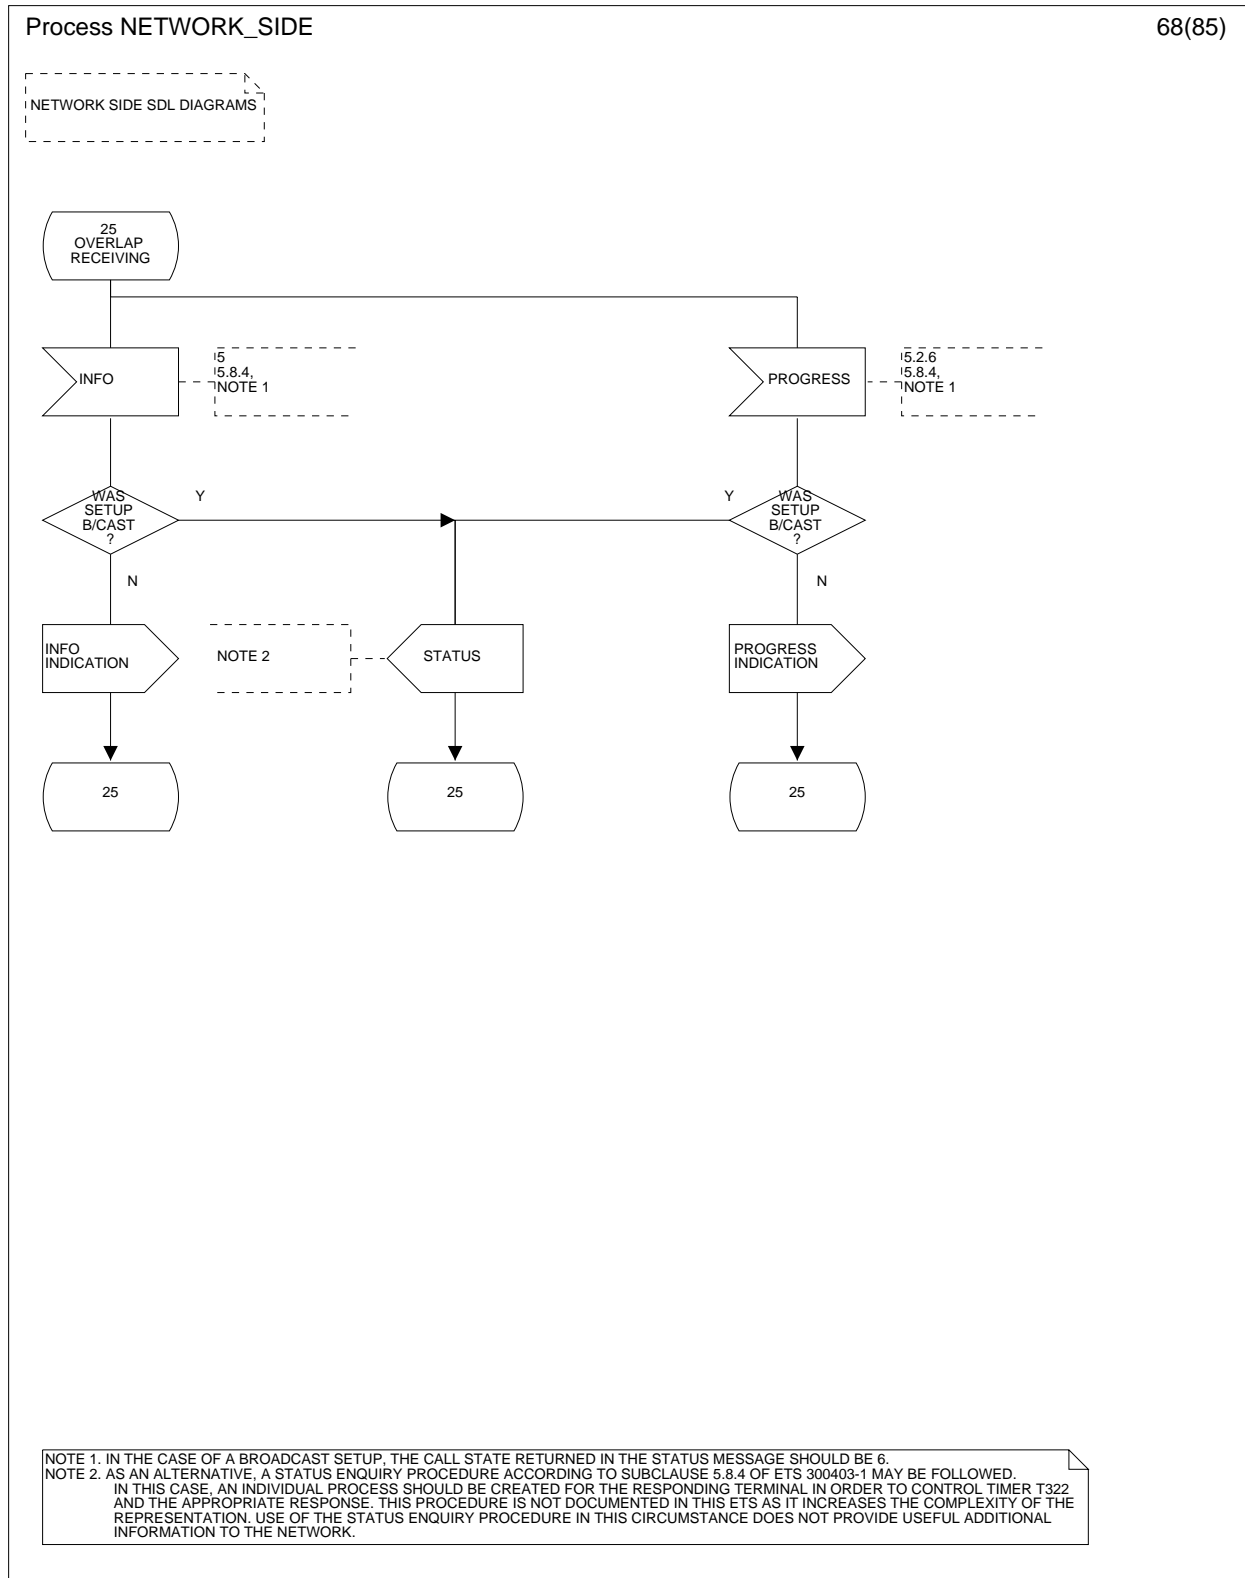 Process NETWORK_SIDE
68(85)
NETWORK SIDE SDL DIAGRAMS
25
OVERLAP
RECEIVING
INFO
5
5.8.4,
NOTE 1
PROGRESS
5.2.6
5.8.4,
NOTE 1
WAS
SETUP
B/CAST
?
Y
Y
WAS
SETUP
B/CAST
?
N
N
INFO
INDICATION
NOTE 2
STATUS
PROGRESS
INDICATION
25
25
25
NOTE 1. IN THE CASE OF A BROADCAST SETUP, THE CALL STATE RETURNED IN THE STATUS MESSAGE SHOULD BE 6.
NOTE 2. AS AN ALTERNATIVE, A STATUS ENQUIRY PROCEDURE ACCORDING TO SUBCLAUSE 5.8.4 OF ETS 300403-1 MAY BE FOLLOWED.
IN THIS CASE, AN INDIVIDUAL PROCESS SHOULD BE CREATED FOR THE RESPONDING TERMINAL IN ORDER TO CONTROL TIMER T322
AND THE APPROPRIATE RESPONSE. THIS PROCEDURE IS NOT DOCUMENTED IN THIS ETS AS IT INCREASES THE COMPLEXITY OF THE
REPRESENTATION. USE OF THE STATUS ENQUIRY PROCEDURE IN THIS CIRCUMSTANCE DOES NOT PROVIDE USEFUL ADDITIONAL
INFORMATION TO THE NETWORK.